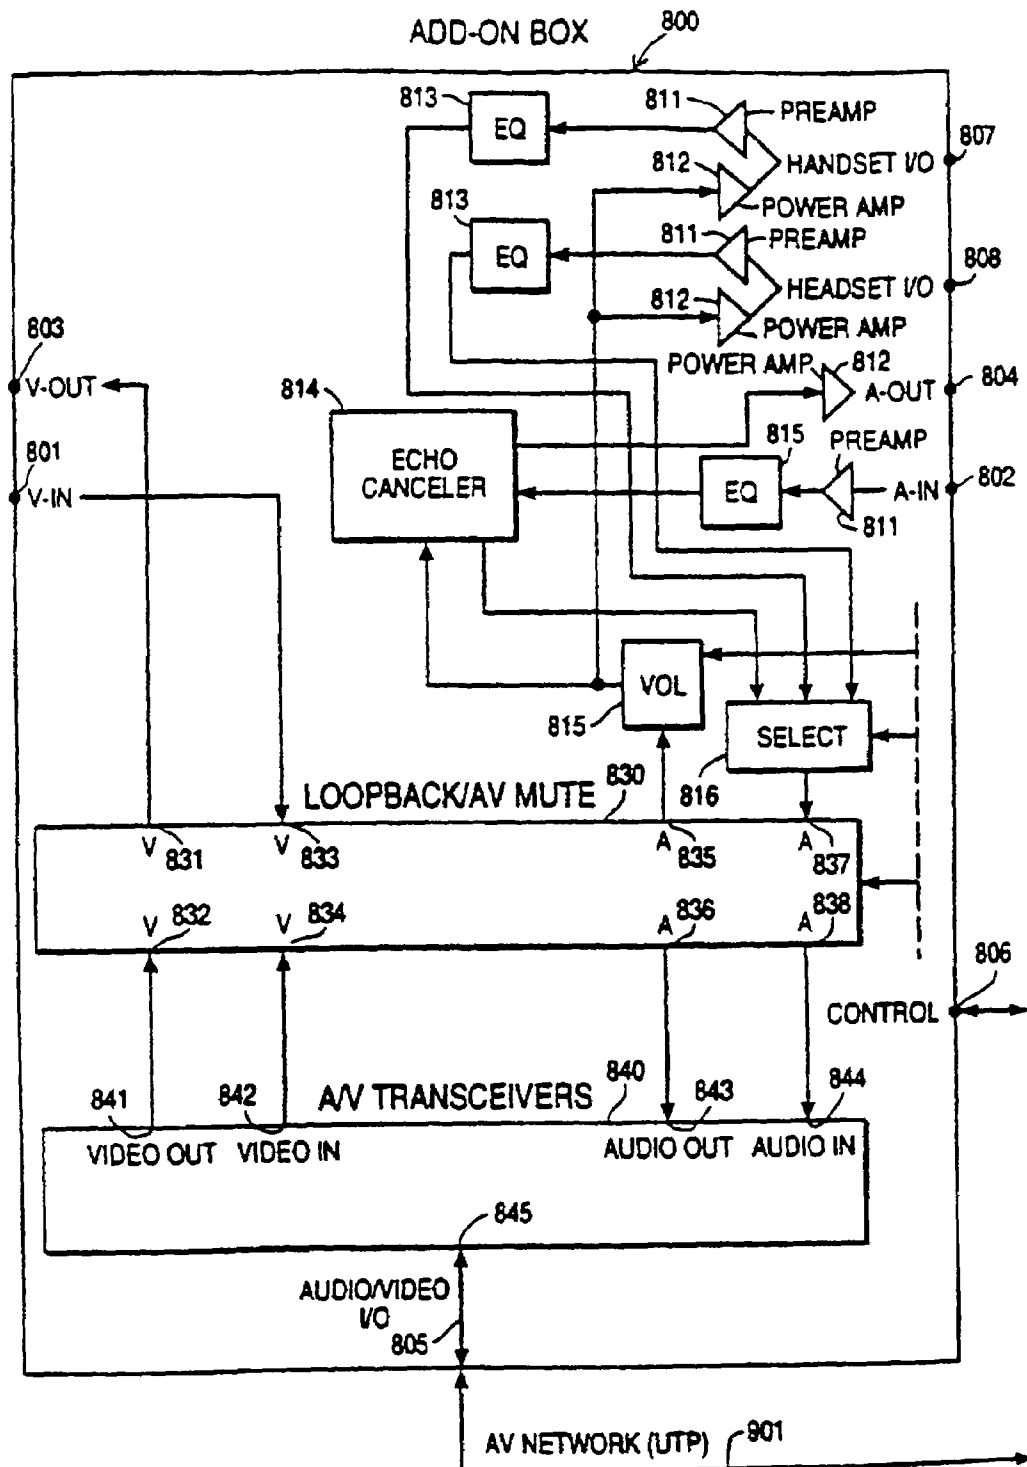 ADD-ON BOX
800
813
EQ
811
PREAMP
807
HANDSET I/O
812
POWER AMP
813
EQ
811
PREAMP
808
HEADSET I/O
812
POWER AMP
803
V-OUT
POWER AMP
812
A-OUT
804
814
ECHO
CANCELER
801
V-IN
815
EQ
PREAMP
A-IN
802
811
VOL
815
SELECT
816
LOOPBACK/AV MUTE
830
V
831
V
833
A
835
A
837
V
832
V
834
A
836
A
838
806
CONTROL
A/V TRANSCEIVERS
840
841
842
843
844
VIDEO OUT
VIDEO IN
AUDIO OUT
AUDIO IN
845
AUDIO/VIDEO
I/O
805
AV NETWORK (UTP)
901